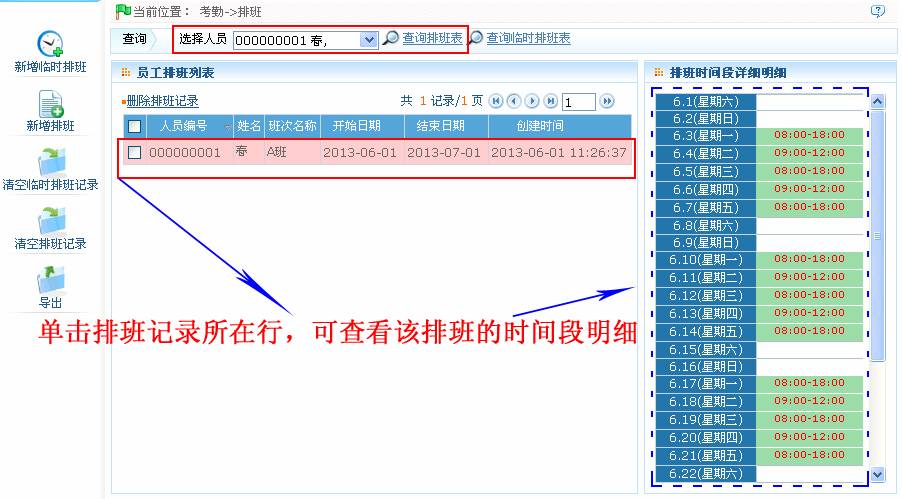 当前位置： 考勤->排班
查询 选择人员 000000001 春, 查询排班表 查询临时排班表
新增临时排班
新增排班
清空临时排班记录
清空排班记录
导出
员工排班列表
删除排班记录 共 1 记录/1 页 1
人员编号 姓名 班次名称 开始日期 结束日期 创建时间
000000001 春 A班 2013-06-01 2013-07-01 2013-06-01 11:26:37
单击排班记录所在行，可查看该排班的时间段明细
排班时间段详细明细
6.1(星期六)
6.2(星期日)
6.3(星期一) 08:00-18:00
6.4(星期二) 09:00-12:00
6.5(星期三) 08:00-18:00
6.6(星期四) 09:00-12:00
6.7(星期五) 08:00-18:00
6.8(星期六)
6.9(星期日)
6.10(星期一) 08:00-18:00
6.11(星期二) 09:00-12:00
6.12(星期三) 08:00-18:00
6.13(星期四) 09:00-12:00
6.14(星期五) 08:00-18:00
6.15(星期六)
6.16(星期日)
6.17(星期一) 08:00-18:00
6.18(星期二) 09:00-12:00
6.19(星期三) 08:00-18:00
6.20(星期四) 09:00-12:00
6.21(星期五) 08:00-18:00
6.22(星期六)